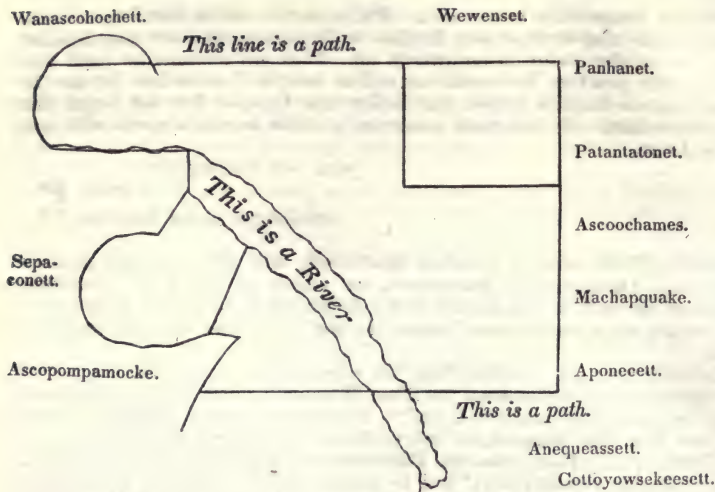 Wanascohochett.
Wewenset.
This line is a path.
Panhanet.
Patantatonet.
This is a River
Ascoochames.
Sepa-
conett.
Machapquake.
Ascopompamocke.
Aponecett.
This is a path.
Anequeassett.
Cottoyowsekeesett.